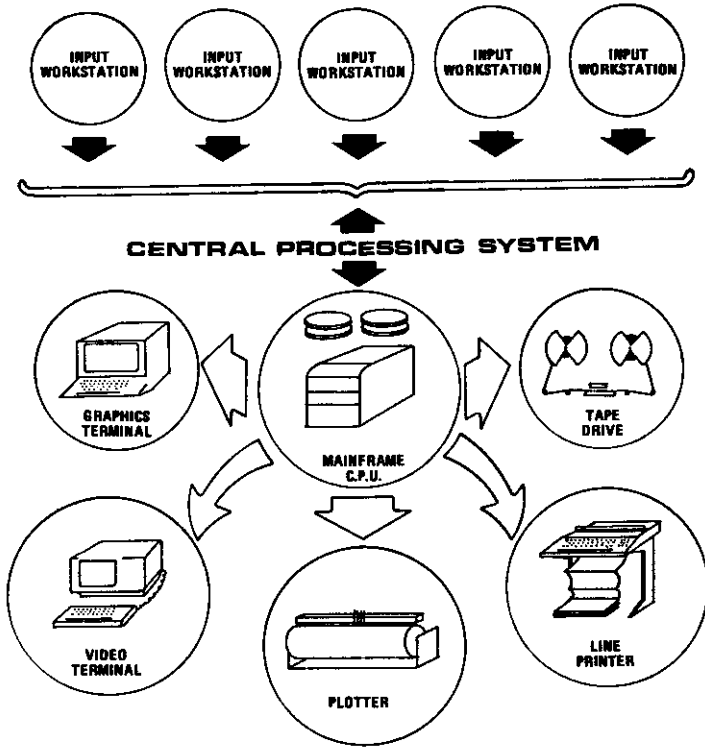 INPUT
WORKSTATION
INPUT
WORKSTATION
INPUT
WORKSTATION
INPUT
WORKSTATION
INPUT
WORKSTATION
CENTRAL PROCESSING SYSTEM
GRAPHICS
TERMINAL
MAINFRAME
C.P.U.
TAPE
DRIVE
VIDEO
TERMINAL
PLOTTER
LINE
PRINTER